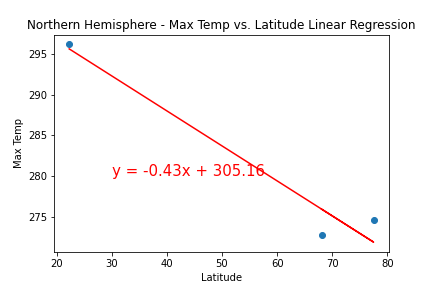 Northern Hemisphere - Max Temp vs. Latitude Linear Regression
Max Temp
295
290
285
280
275
y = -0.43x + 305.16
20 30 40 50 60 70 80
Latitude